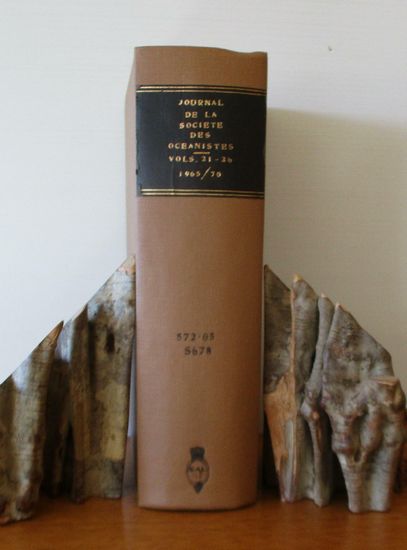 JOURNAL
DE LA
SOCIETE
DES
OCEANISTES
VOLS. 21-26
1965/70
572.05
S678